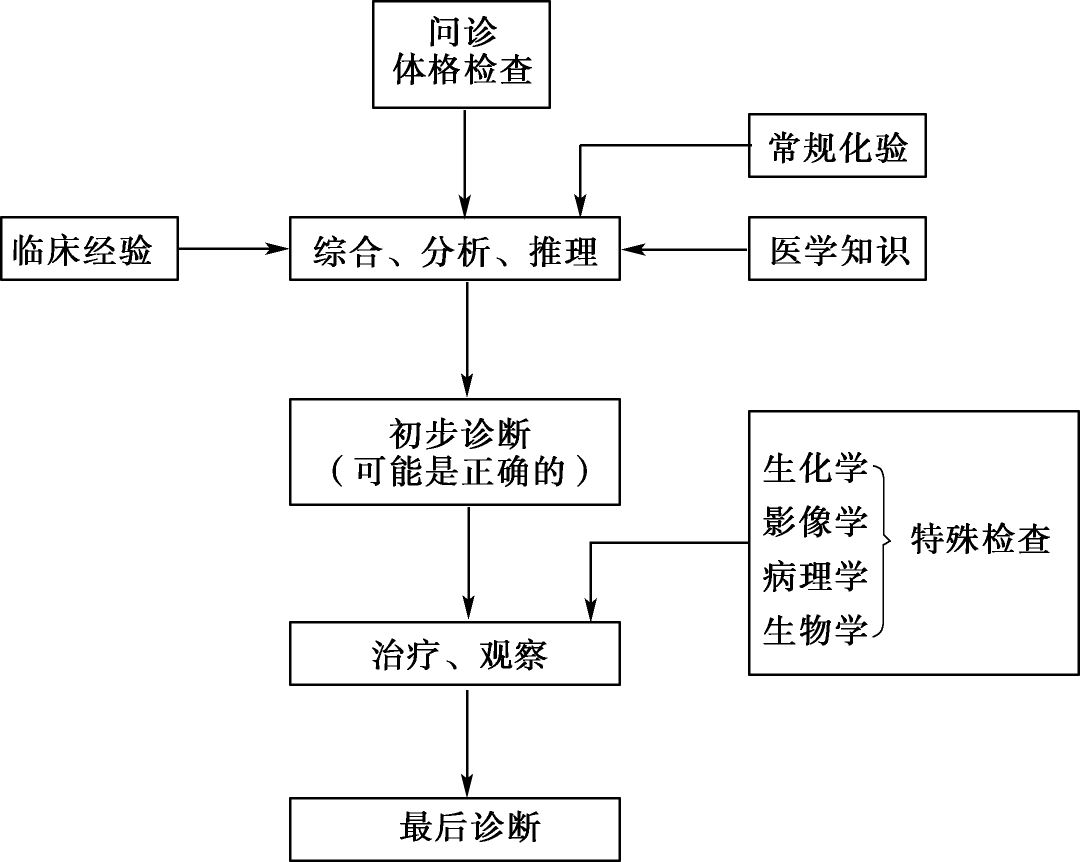 问诊
体格检查
常规化验
临床经验
综合、分析、推理
医学知识
初步诊断
（可能是正确的）
生化学
影像学
病理学
生物学
特殊检查
治疗、观察
最后诊断